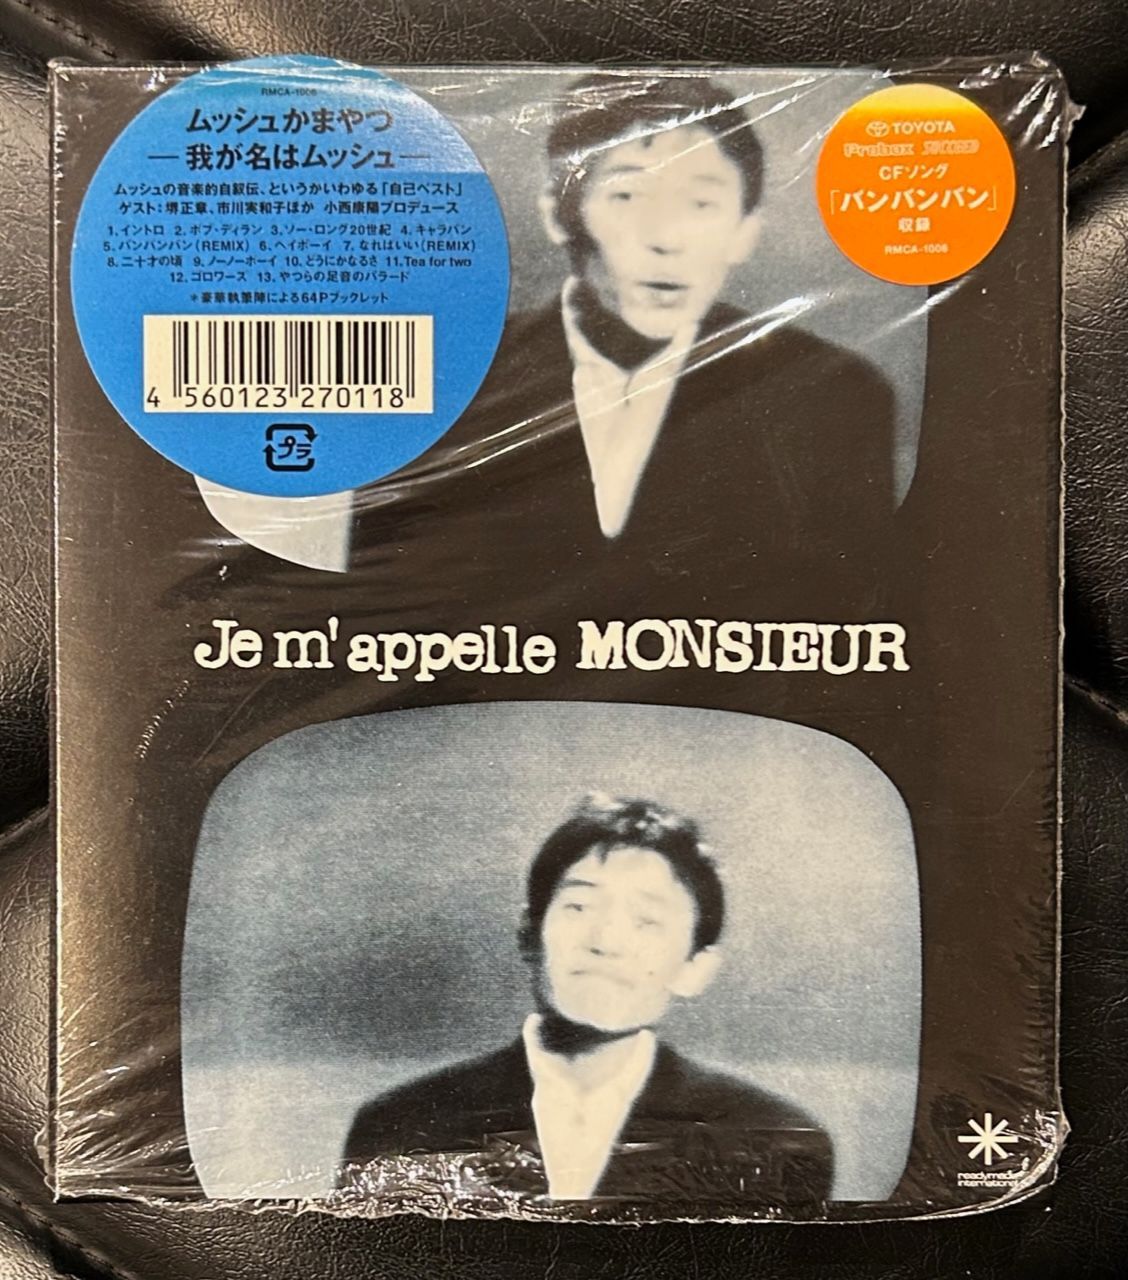 RMCA-1006
ムッシュかまやつ
—我が名はムッシュ—
ムッシュの音楽的自叙伝、というかいわゆる「自己ベスト」
ゲスト：堺正章、市川実和子ほか 小西康陽プロデュース
1.イントロ 2.ボブ・ディラン 3.ソー・ロング20世紀 4.キャラバン
5.バンバンバン(REMIX) 6.ヘイボーイ 7.なればいい(REMIX)
8.二十才の頃 9.ノーノーボーイ 10.どうにかなるさ 11.Tea for two
12.ゴロワーズ 13.やつらの足音のバラード
＊豪華執筆陣による64Pブックレット
4 560123 270118
プラ
TOYOTA
Probox
CFソング
「バンバンバン」
収録
RMCA-1006
Je m'appelle MONSIEUR
readymade
international